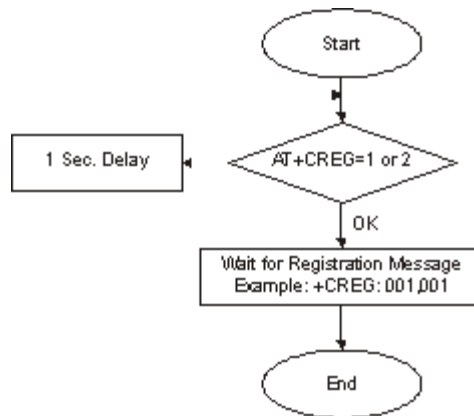 Start
AT+CREG=1 or 2
1 Sec. Delay
OK
Wait for Registration Message
Example: +CREG: 001,001
End